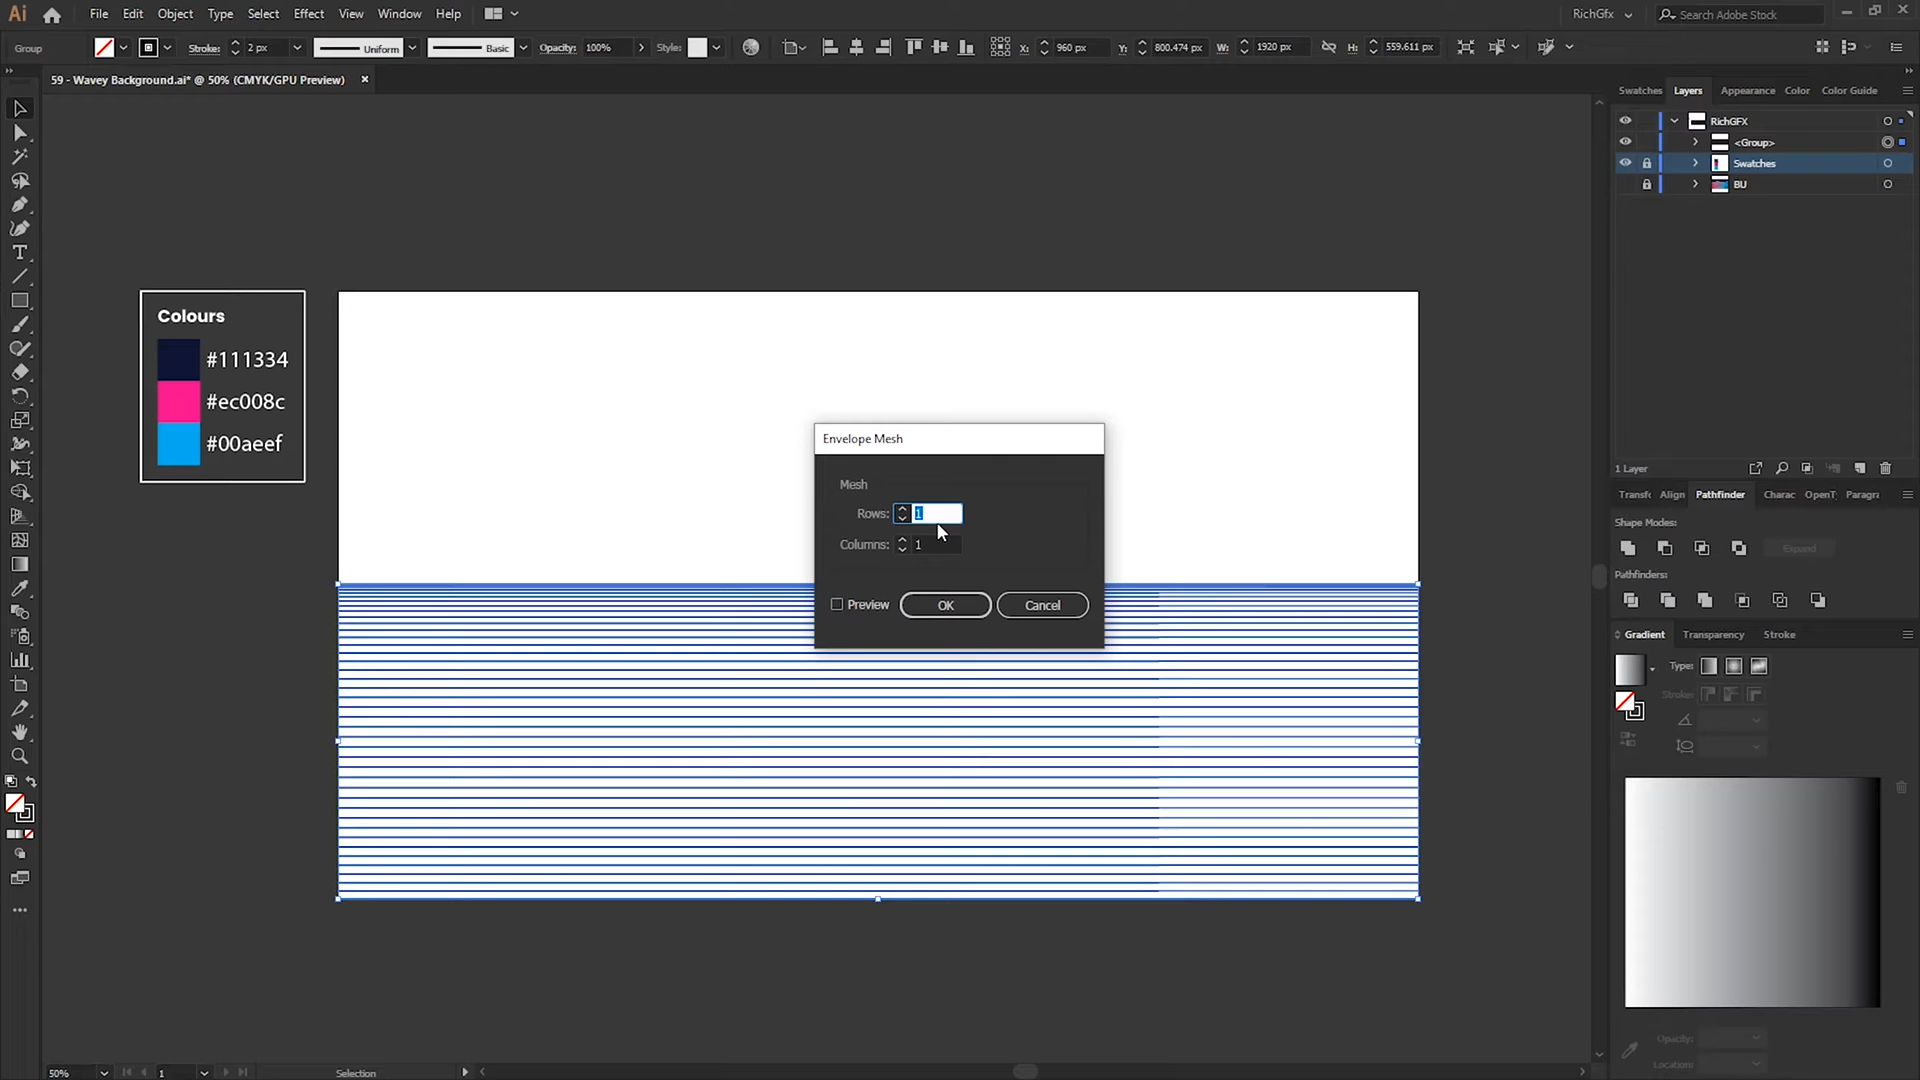 Ai File Edit Object Type Select Effect View Window Help RichGfx Search Adobe Stock
Group Stroke: 2 px Uniform Basic Opacity: 100% Style: X: 960 px Y: 800.474 px W: 1920 px H: 559.611 px
59 - Wavey Background.ai* @ 50% (CMYK/GPU Preview)
Swatches Layers Appearance Color Color Guide
RichGFX
<Group>
Swatches
BU
Colours
#111334
#ec008c
#00aeef
Envelope Mesh
Mesh
Rows: 1
Columns: 1
Preview OK Cancel
1 Layer
Transfc Align Pathfinder Charac OpenT Paragra
Shape Modes:
Expand
Pathfinders:
Gradient Transparency Stroke
Type:
Stroke:
Opacity:
Location:
50% 1 Selection